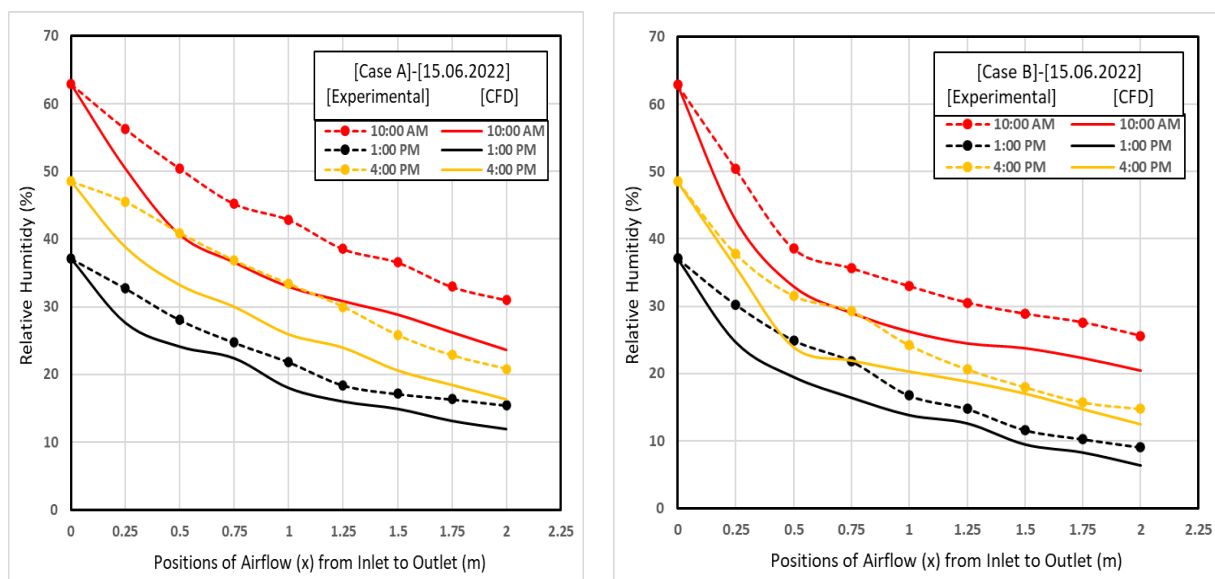 [Case A]-[15.06.2022]
[Experimental] [CFD]
10:00 AM 10:00 AM
1:00 PM 1:00 PM
4:00 PM 4:00 PM
70
60
50
40
30
20
10
0
Relative Humitidy (%)
0 0.25 0.5 0.75 1 1.25 1.5 1.75 2 2.25
Positions of Airflow (x) from Inlet to Outlet (m)
[Case B]-[15.06.2022]
[Experimental] [CFD]
10:00 AM 10:00 AM
1:00 PM 1:00 PM
4:00 PM 4:00 PM
70
60
50
40
30
20
10
0
Relative Humitidy (%)
0 0.25 0.5 0.75 1 1.25 1.5 1.75 2 2.25
Positions of Airflow (x) from Inlet to Outlet (m)